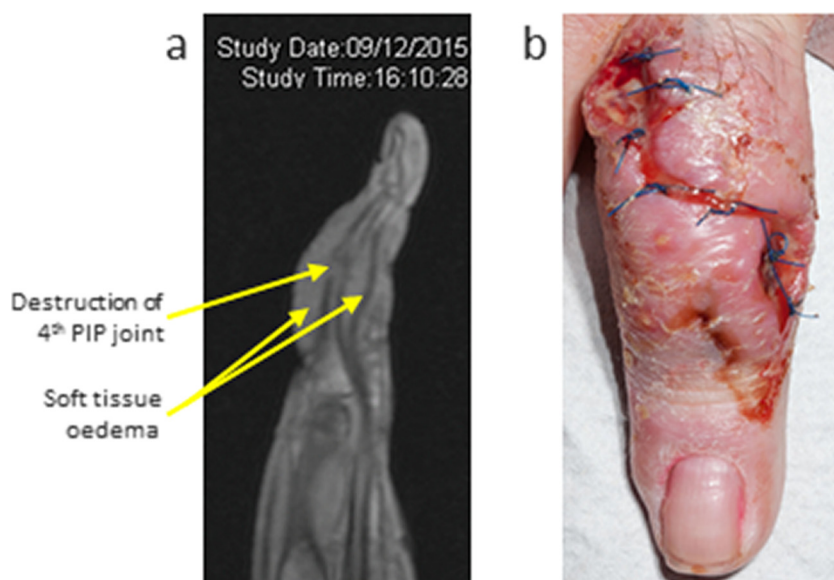 a
Study Date:09/12/2015
Study Time:16:10:28
b
Destruction of
4th PIP joint
Soft tissue
oedema